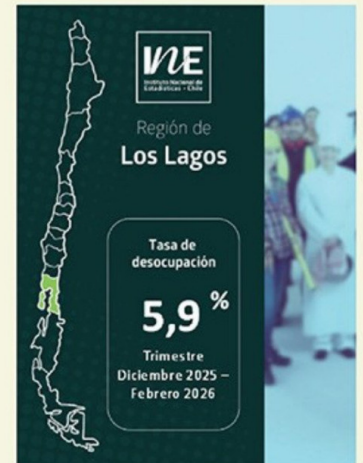 INE
Instituto Nacional de
Estadísticas - Chile
Región de
Los Lagos
Tasa de
desocupación
5,9 %
Trimestre
Diciembre 2025 –
Febrero 2026